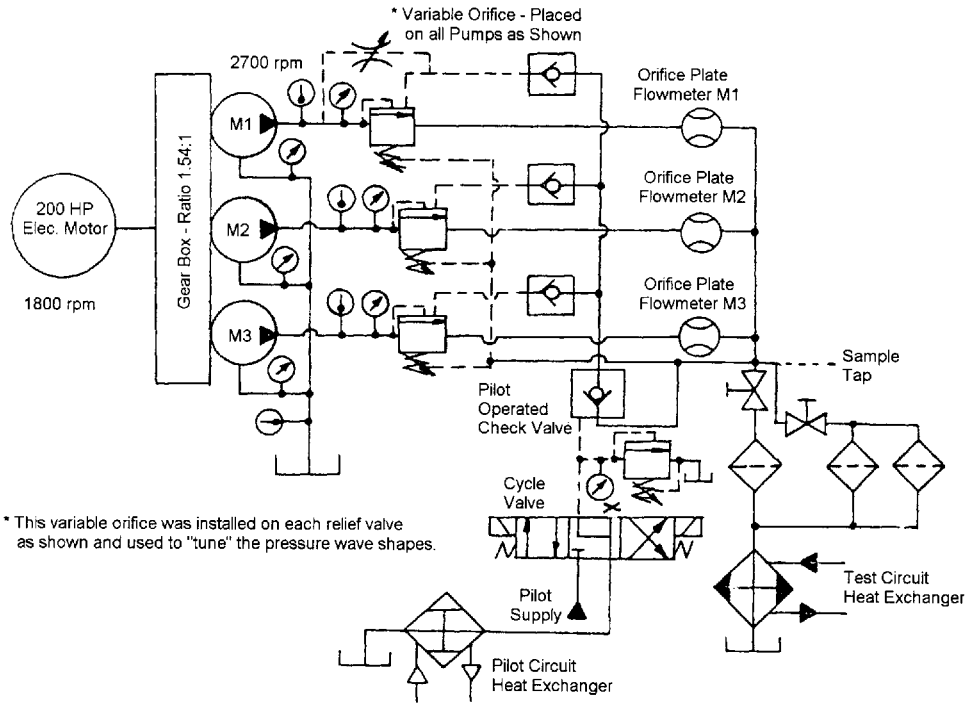 * Variable Orifice - Placed
on all Pumps as Shown
2700 rpm
Orifice Plate
Flowmeter M1
M1
Gear Box - Ratio 1.54:1
Orifice Plate
Flowmeter M2
200 HP
Elec. Motor
M2
1800 rpm
Orifice Plate
Flowmeter M3
M3
Sample
Tap
Pilot
Operated
Check Valve
Cycle
Valve
* This variable orifice was installed on each relief valve
as shown and used to "tune" the pressure wave shapes.
Pilot
Supply
Test Circuit
Heat Exchanger
Pilot Circuit
Heat Exchanger